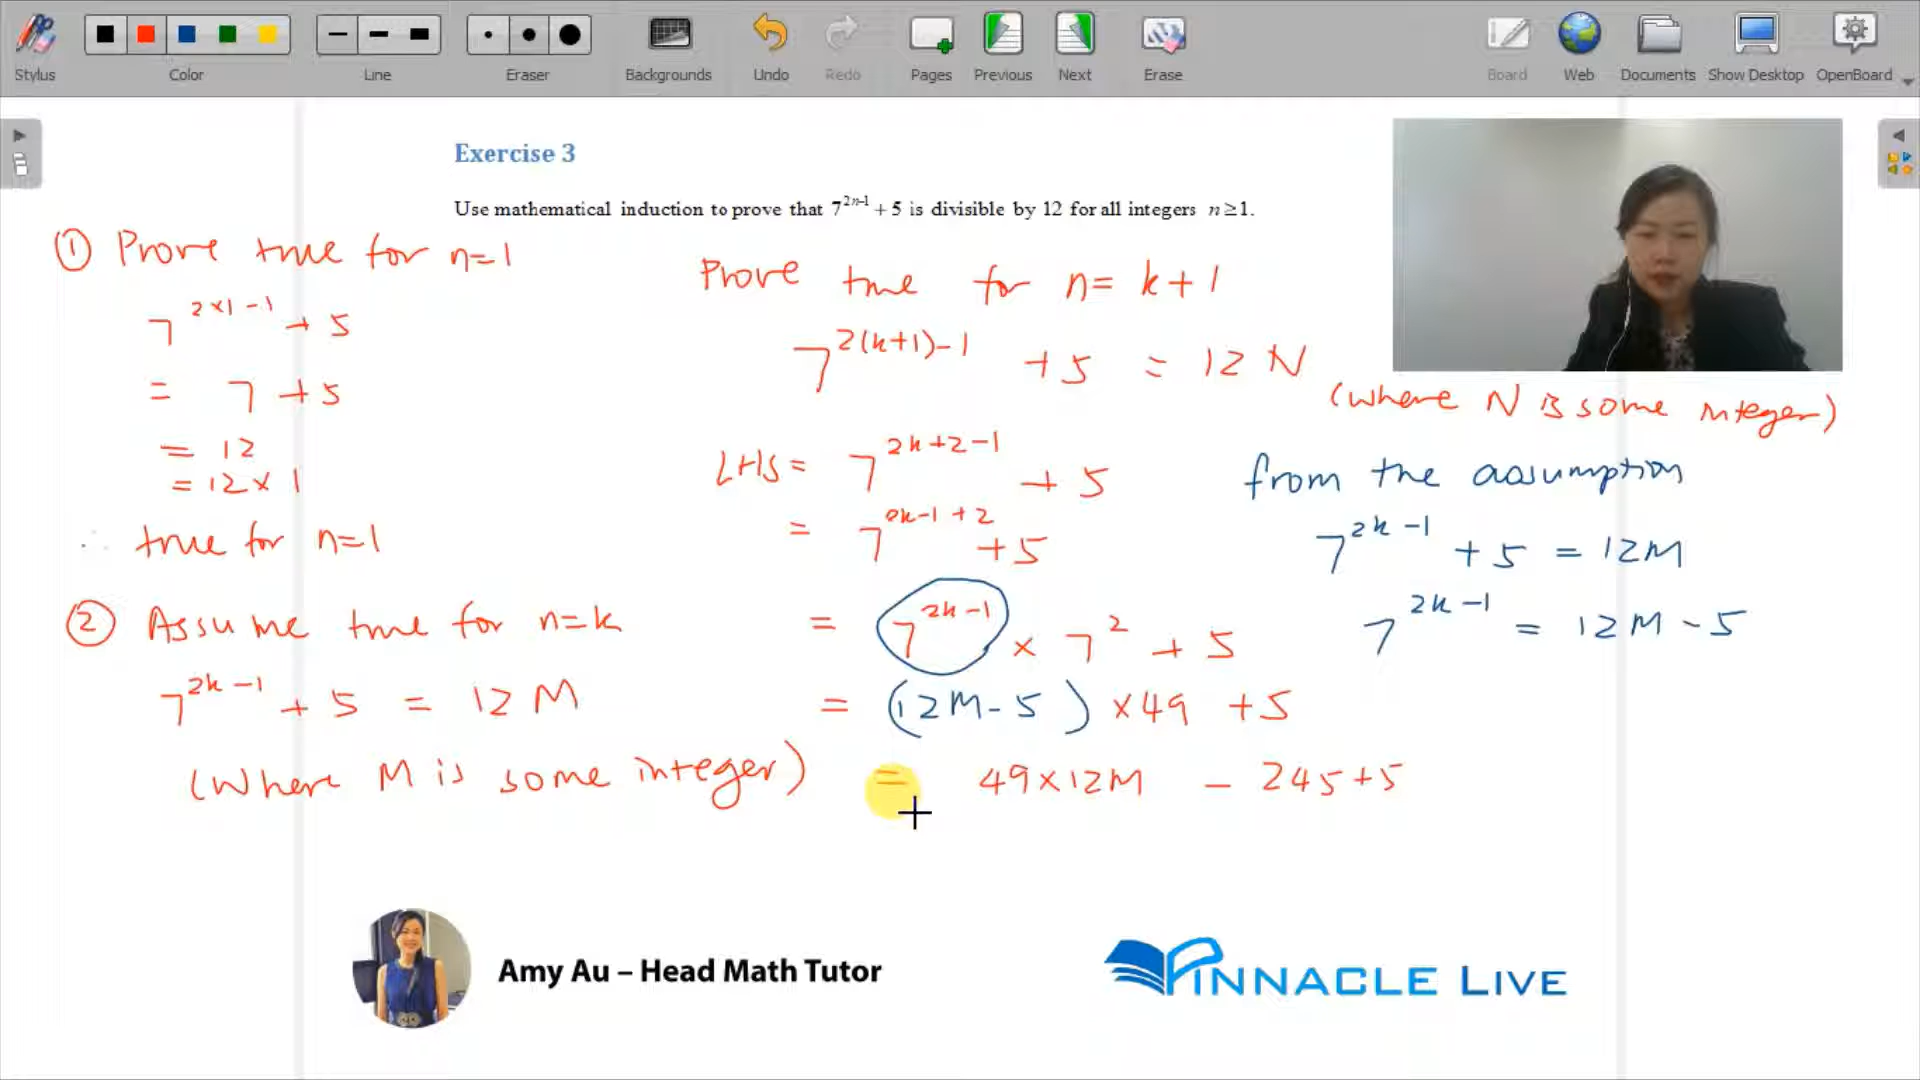 Stylus
Color
Line
Eraser
Backgrounds
Undo
Redo
Pages
Previous
Next
Erase
Board
Web
Documents
Show Desktop
OpenBoard
Exercise 3
Use mathematical induction to prove that 7^{2n-1} + 5 is divisible by 12 for all integers n ≥ 1.
① Prove true for n=1
7^{2×1-1} + 5
= 7 + 5
= 12
= 12 × 1
∴ true for n=1
② Assume true for n=k
7^{2k-1} + 5 = 12M
(Where M is some integer)
Prove true for n= k+1
7^{2(k+1)-1} + 5 = 12N
(where N is some integer)
LHS = 7^{2k+2-1} + 5
= 7^{2k-1+2} + 5
= 7^{2k-1} × 7^2 + 5
= (12M-5) × 49 + 5
= 49×12M - 245+5
from the assumption
7^{2k-1} + 5 = 12M
7^{2k-1} = 12M - 5
Amy Au – Head Math Tutor
PINNACLE LIVE